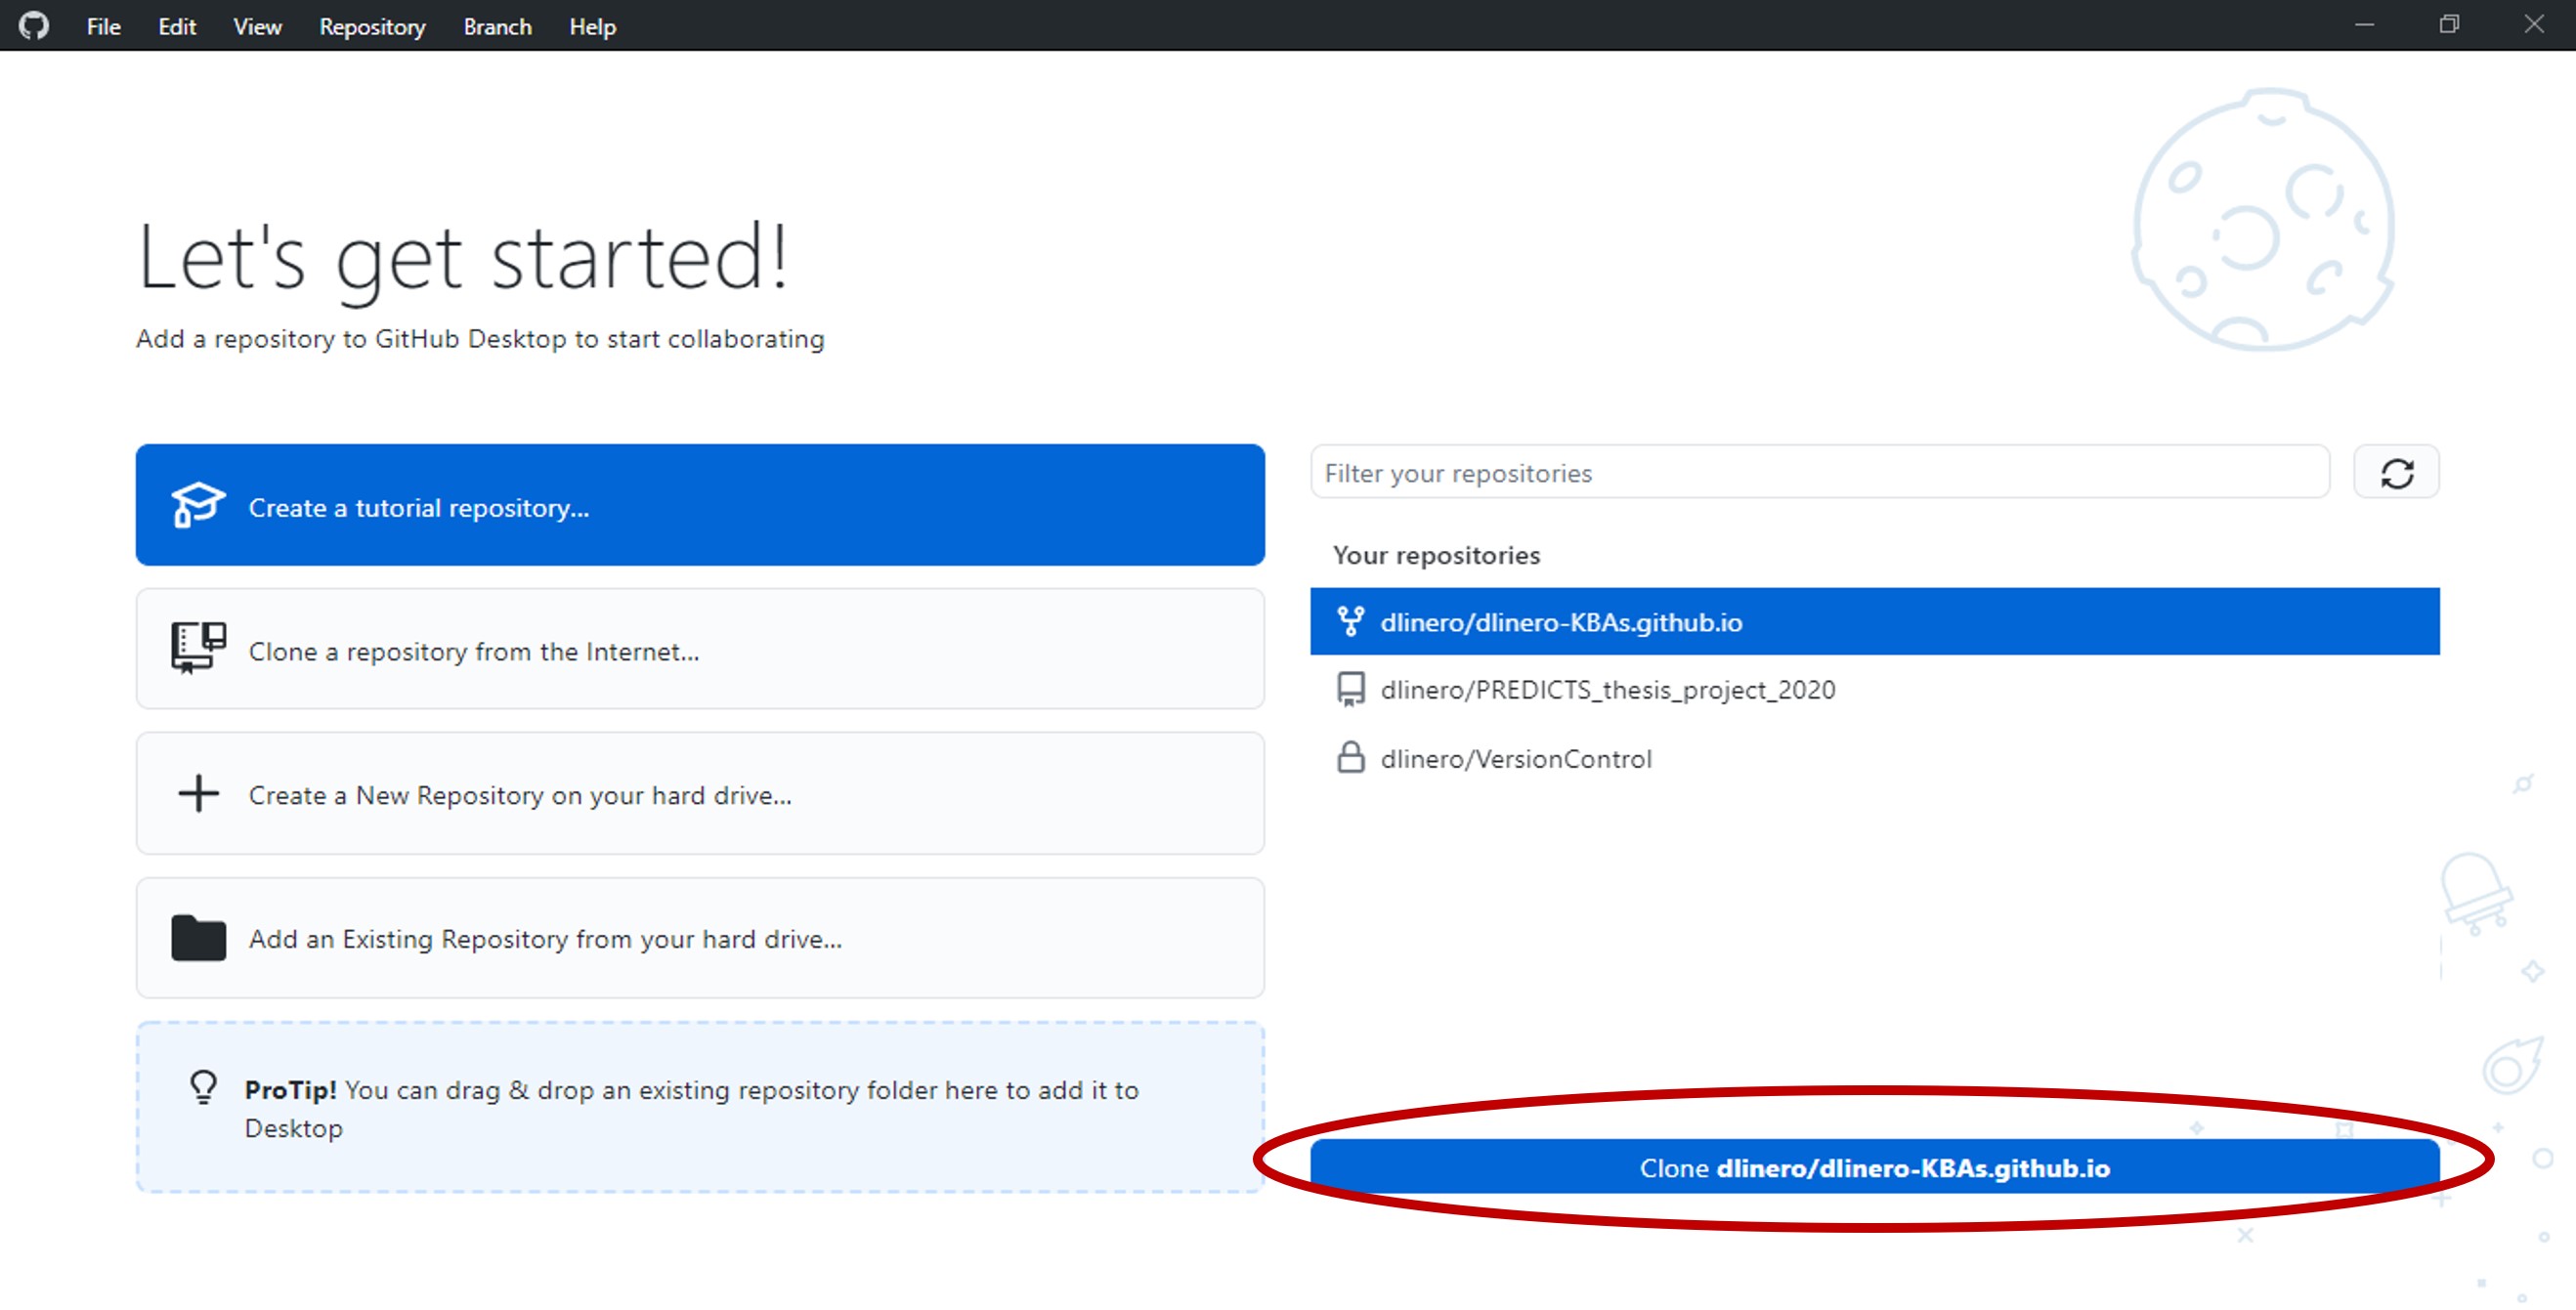 File Edit View Repository Branch Help
Let's get started!
Add a repository to GitHub Desktop to start collaborating
Create a tutorial repository...
Clone a repository from the Internet...
Create a New Repository on your hard drive...
Add an Existing Repository from your hard drive...
ProTip! You can drag & drop an existing repository folder here to add it to
Desktop
Filter your repositories
Your repositories
dlinero/dlinero-KBAs.github.io
dlinero/PREDICTS_thesis_project_2020
dlinero/VersionControl
Clone dlinero/dlinero-KBAs.github.io